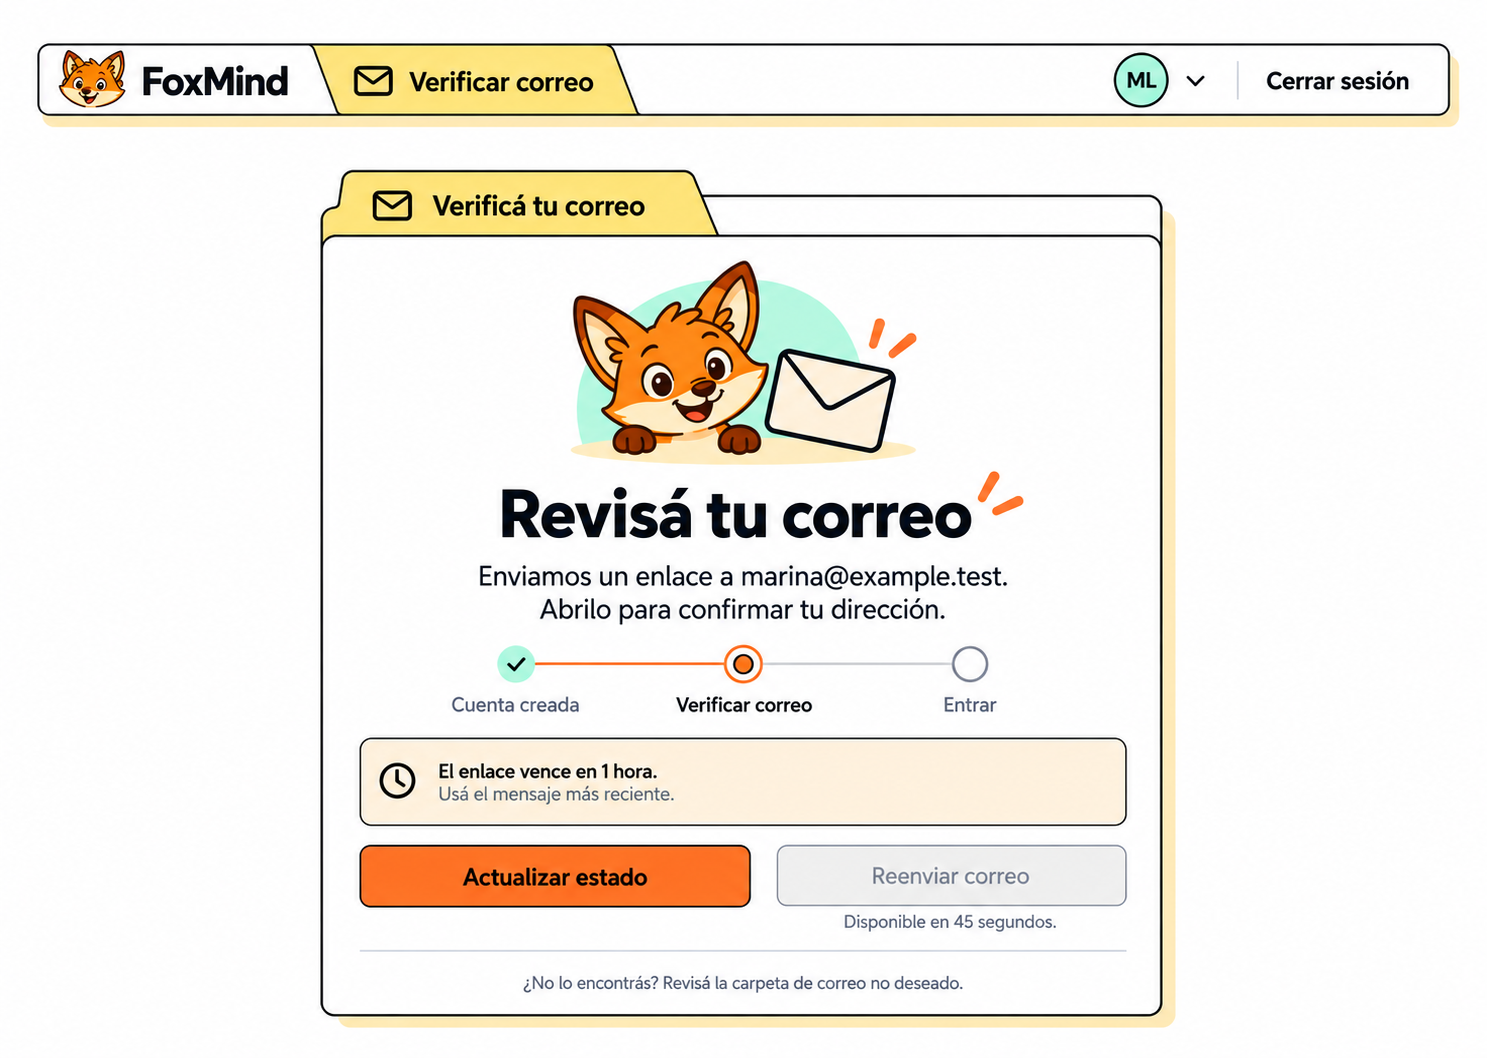 FoxMind
Verificar correo
ML
Cerrar sesión
Verificá tu correo
Revisá tu correo
Enviamos un enlace a marina@example.test.
Abrilo para confirmar tu dirección.
Cuenta creada
Verificar correo
Entrar
El enlace vence en 1 hora.
Usá el mensaje más reciente.
Actualizar estado
Reenviar correo
Disponible en 45 segundos.
¿No lo encontrás? Revisá la carpeta de correo no deseado.